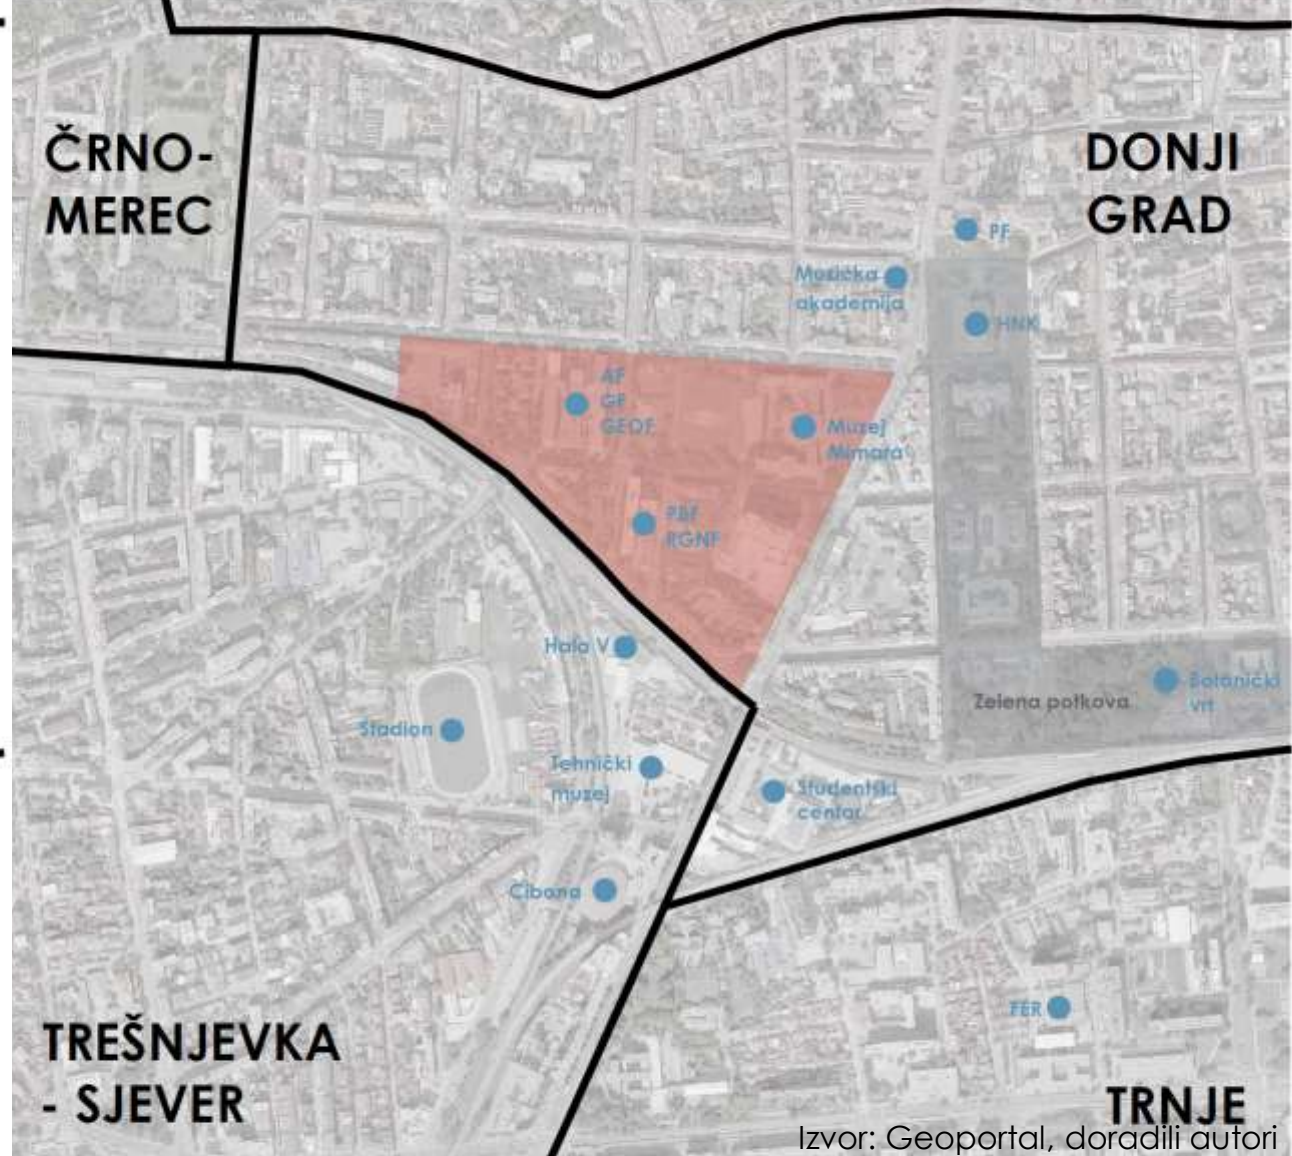 ČRNO-
MEREC
DONJI
GRAD
PF
Muzička
akademija
HNK
AF
GF
GEOF
Muzej
Mimara
PBF
RGNF
Hala V
Stadion
Zelena potkova
Botanički
vrt
Tehnički
muzej
Studentski
centar
Cibona
FER
TREŠNJEVKA
- SJEVER
TRNJE
Izvor: Geoportal, doradili autori